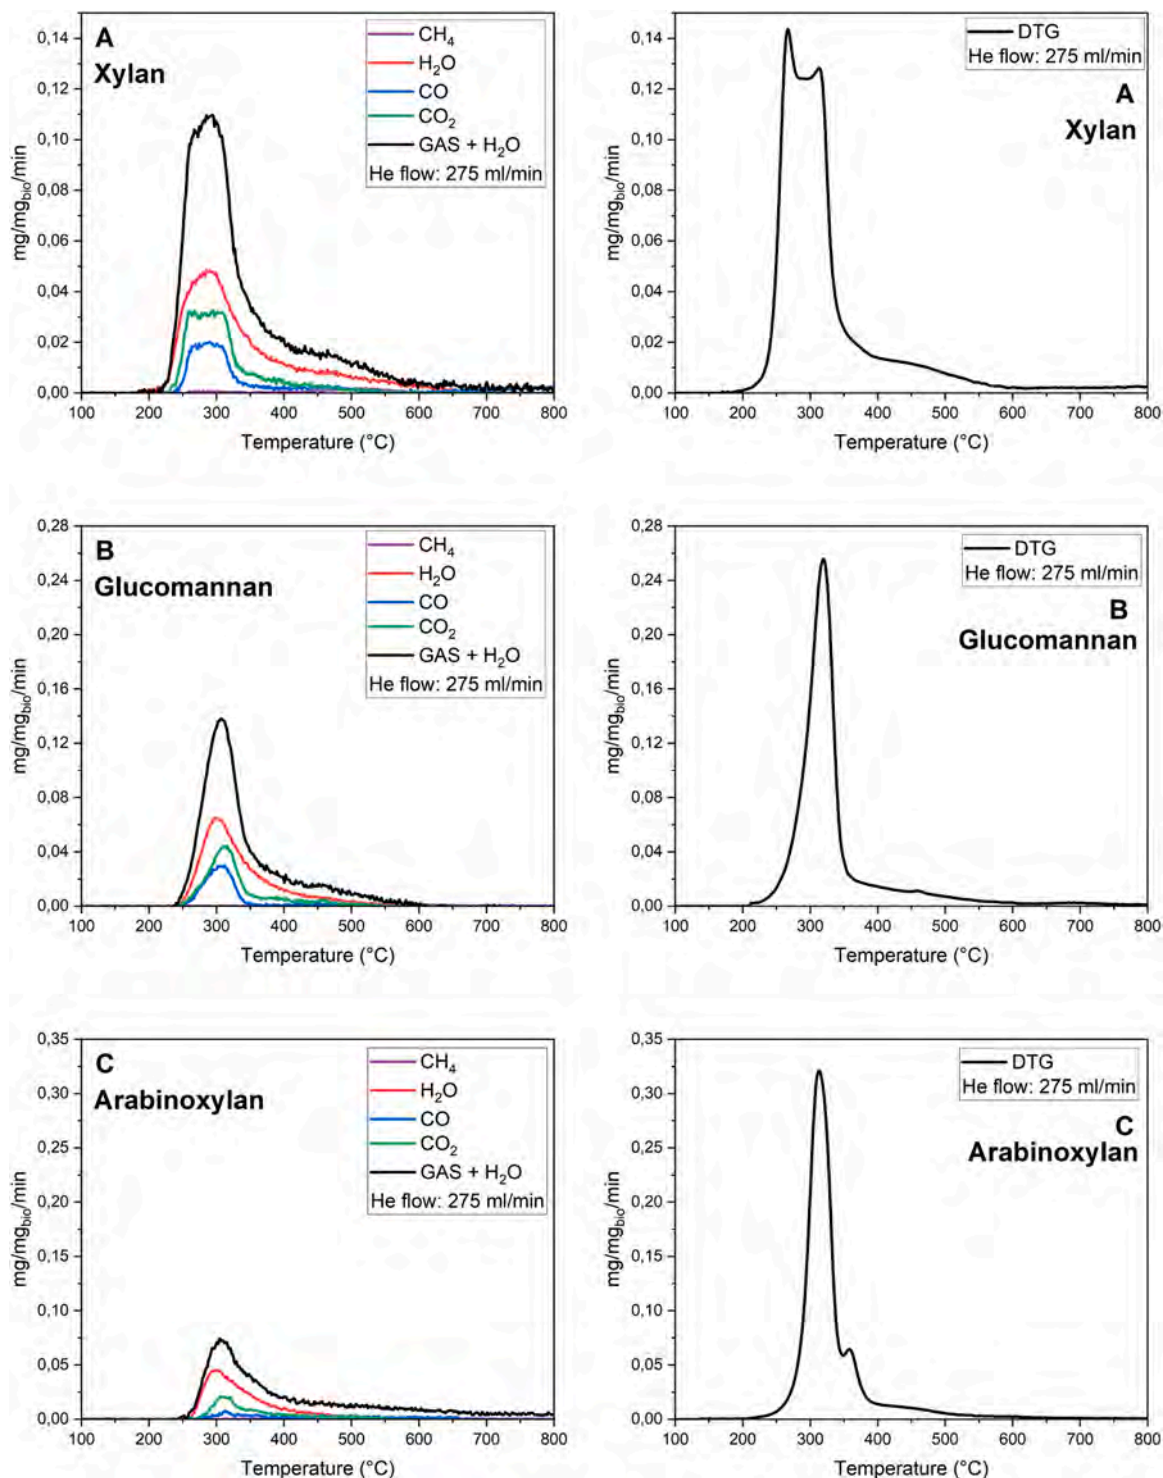 A
Xylan
CH₄
H₂O
CO
CO₂
GAS + H₂O
He flow: 275 ml/min
mg/mg_bio/min
0,14
0,12
0,10
0,08
0,06
0,04
0,02
0,00
100 200 300 400 500 600 700 800
Temperature (°C)
DTG
He flow: 275 ml/min
A
Xylan
mg/mg_bio/min
0,14
0,12
0,10
0,08
0,06
0,04
0,02
0,00
100 200 300 400 500 600 700 800
Temperature (°C)
B
Glucomannan
CH₄
H₂O
CO
CO₂
GAS + H₂O
He flow: 275 ml/min
mg/mg_bio/min
0,28
0,24
0,20
0,16
0,12
0,08
0,04
0,00
100 200 300 400 500 600 700 800
Temperature (°C)
DTG
He flow: 275 ml/min
B
Glucomannan
mg/mg_bio/min
0,28
0,24
0,20
0,16
0,12
0,08
0,04
0,00
100 200 300 400 500 600 700 800
Temperature (°C)
C
Arabinoxylan
CH₄
H₂O
CO
CO₂
GAS + H₂O
He flow: 275 ml/min
mg/mg_bio/min
0,35
0,30
0,25
0,20
0,15
0,10
0,05
0,00
100 200 300 400 500 600 700 800
Temperature (°C)
DTG
He flow: 275 ml/min
C
Arabinoxylan
mg/mg_bio/min
0,35
0,30
0,25
0,20
0,15
0,10
0,05
0,00
100 200 300 400 500 600 700 800
Temperature (°C)